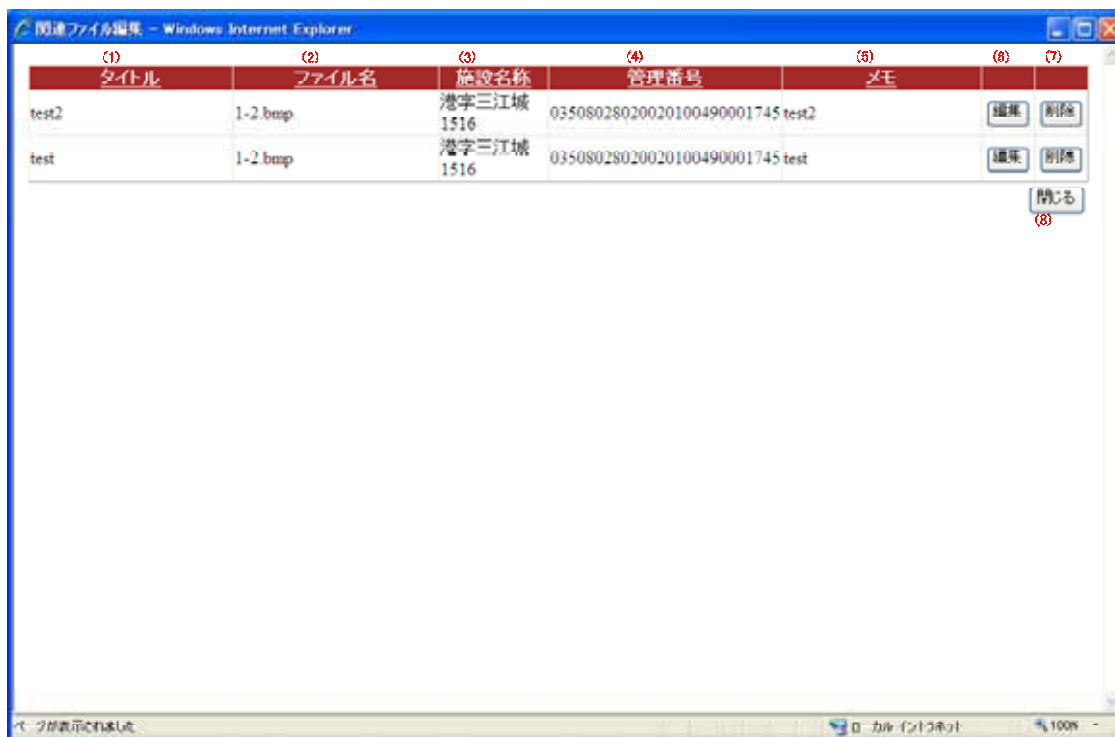 関連ファイル編集 - Windows Internet Explorer
(1) (2) (3) (4) (5) (6) (7)
タイトル ファイル名 施設名称 管理番号 メモ
test2 1-2.bmp 港字三江城 03508028020020100490001745 test2 編集 削除
1516
test 1-2.bmp 港字三江城 03508028020020100490001745 test 編集 削除
1516
閉じる
(8)
ページが表示されました ローカル イントラネット 100%